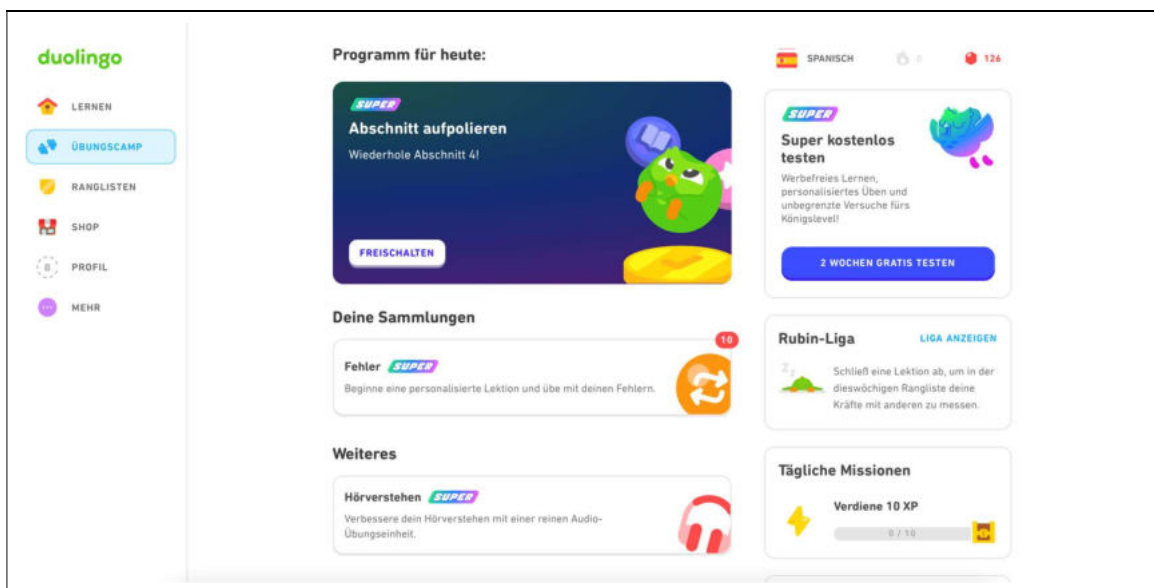 duolingo
LERNEN
ÜBUNGSCAMP
RANGLISTEN
SHOP
B
PROFIL
MEHR
Programm für heute:
SUPER
Abschnitt aufpolieren
Wiederhole Abschnitt 4!
FREISCHALTEN
Deine Sammlungen
10
Fehler SUPER
Beginne eine personalisierte Lektion und übe mit deinen Fehlern.
Weiteres
Hörverstehen SUPER
Verbessere dein Hörverstehen mit einer reinen Audio-
Übungseinheit.
SPANISCH 0 126
SUPER
Super kostenlos
testen
Werbefreies Lernen,
personalisiertes Üben und
unbegrenzte Versuche fürs
Königslevel!
2 WOCHEN GRATIS TESTEN
Rubin-Liga LIGA ANZEIGEN
Schließ eine Lektion ab, um in der
dieswöchigen Rangliste deine
Kräfte mit anderen zu messen.
Tägliche Missionen
Verdiene 10 XP
0 / 10